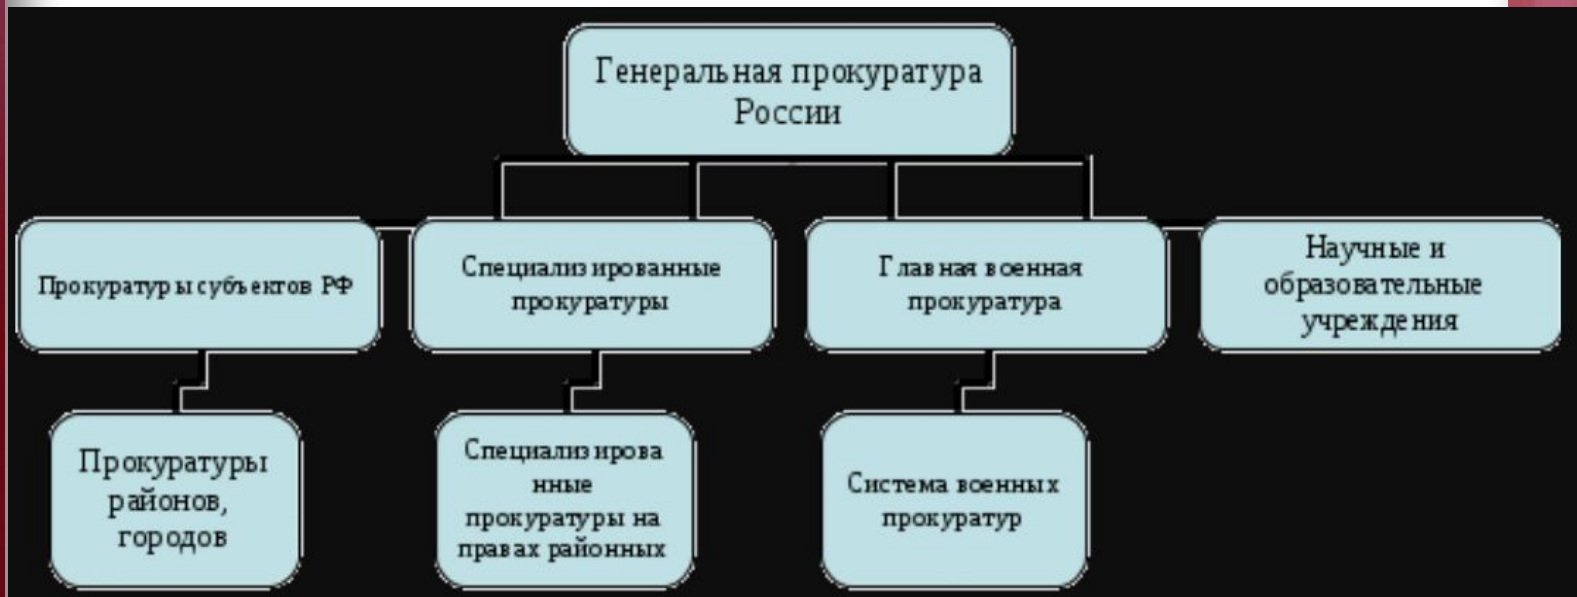 Генеральная прокуратура
России
Прокуратуры субъектов РФ
Специализированные
прокуратуры
Главная военная
прокуратура
Научные и
образовательные
учреждения
Прокуратуры
районов,
городов
Специализирова
нные
прокуратуры на
правах районных
Система военных
прокуратур